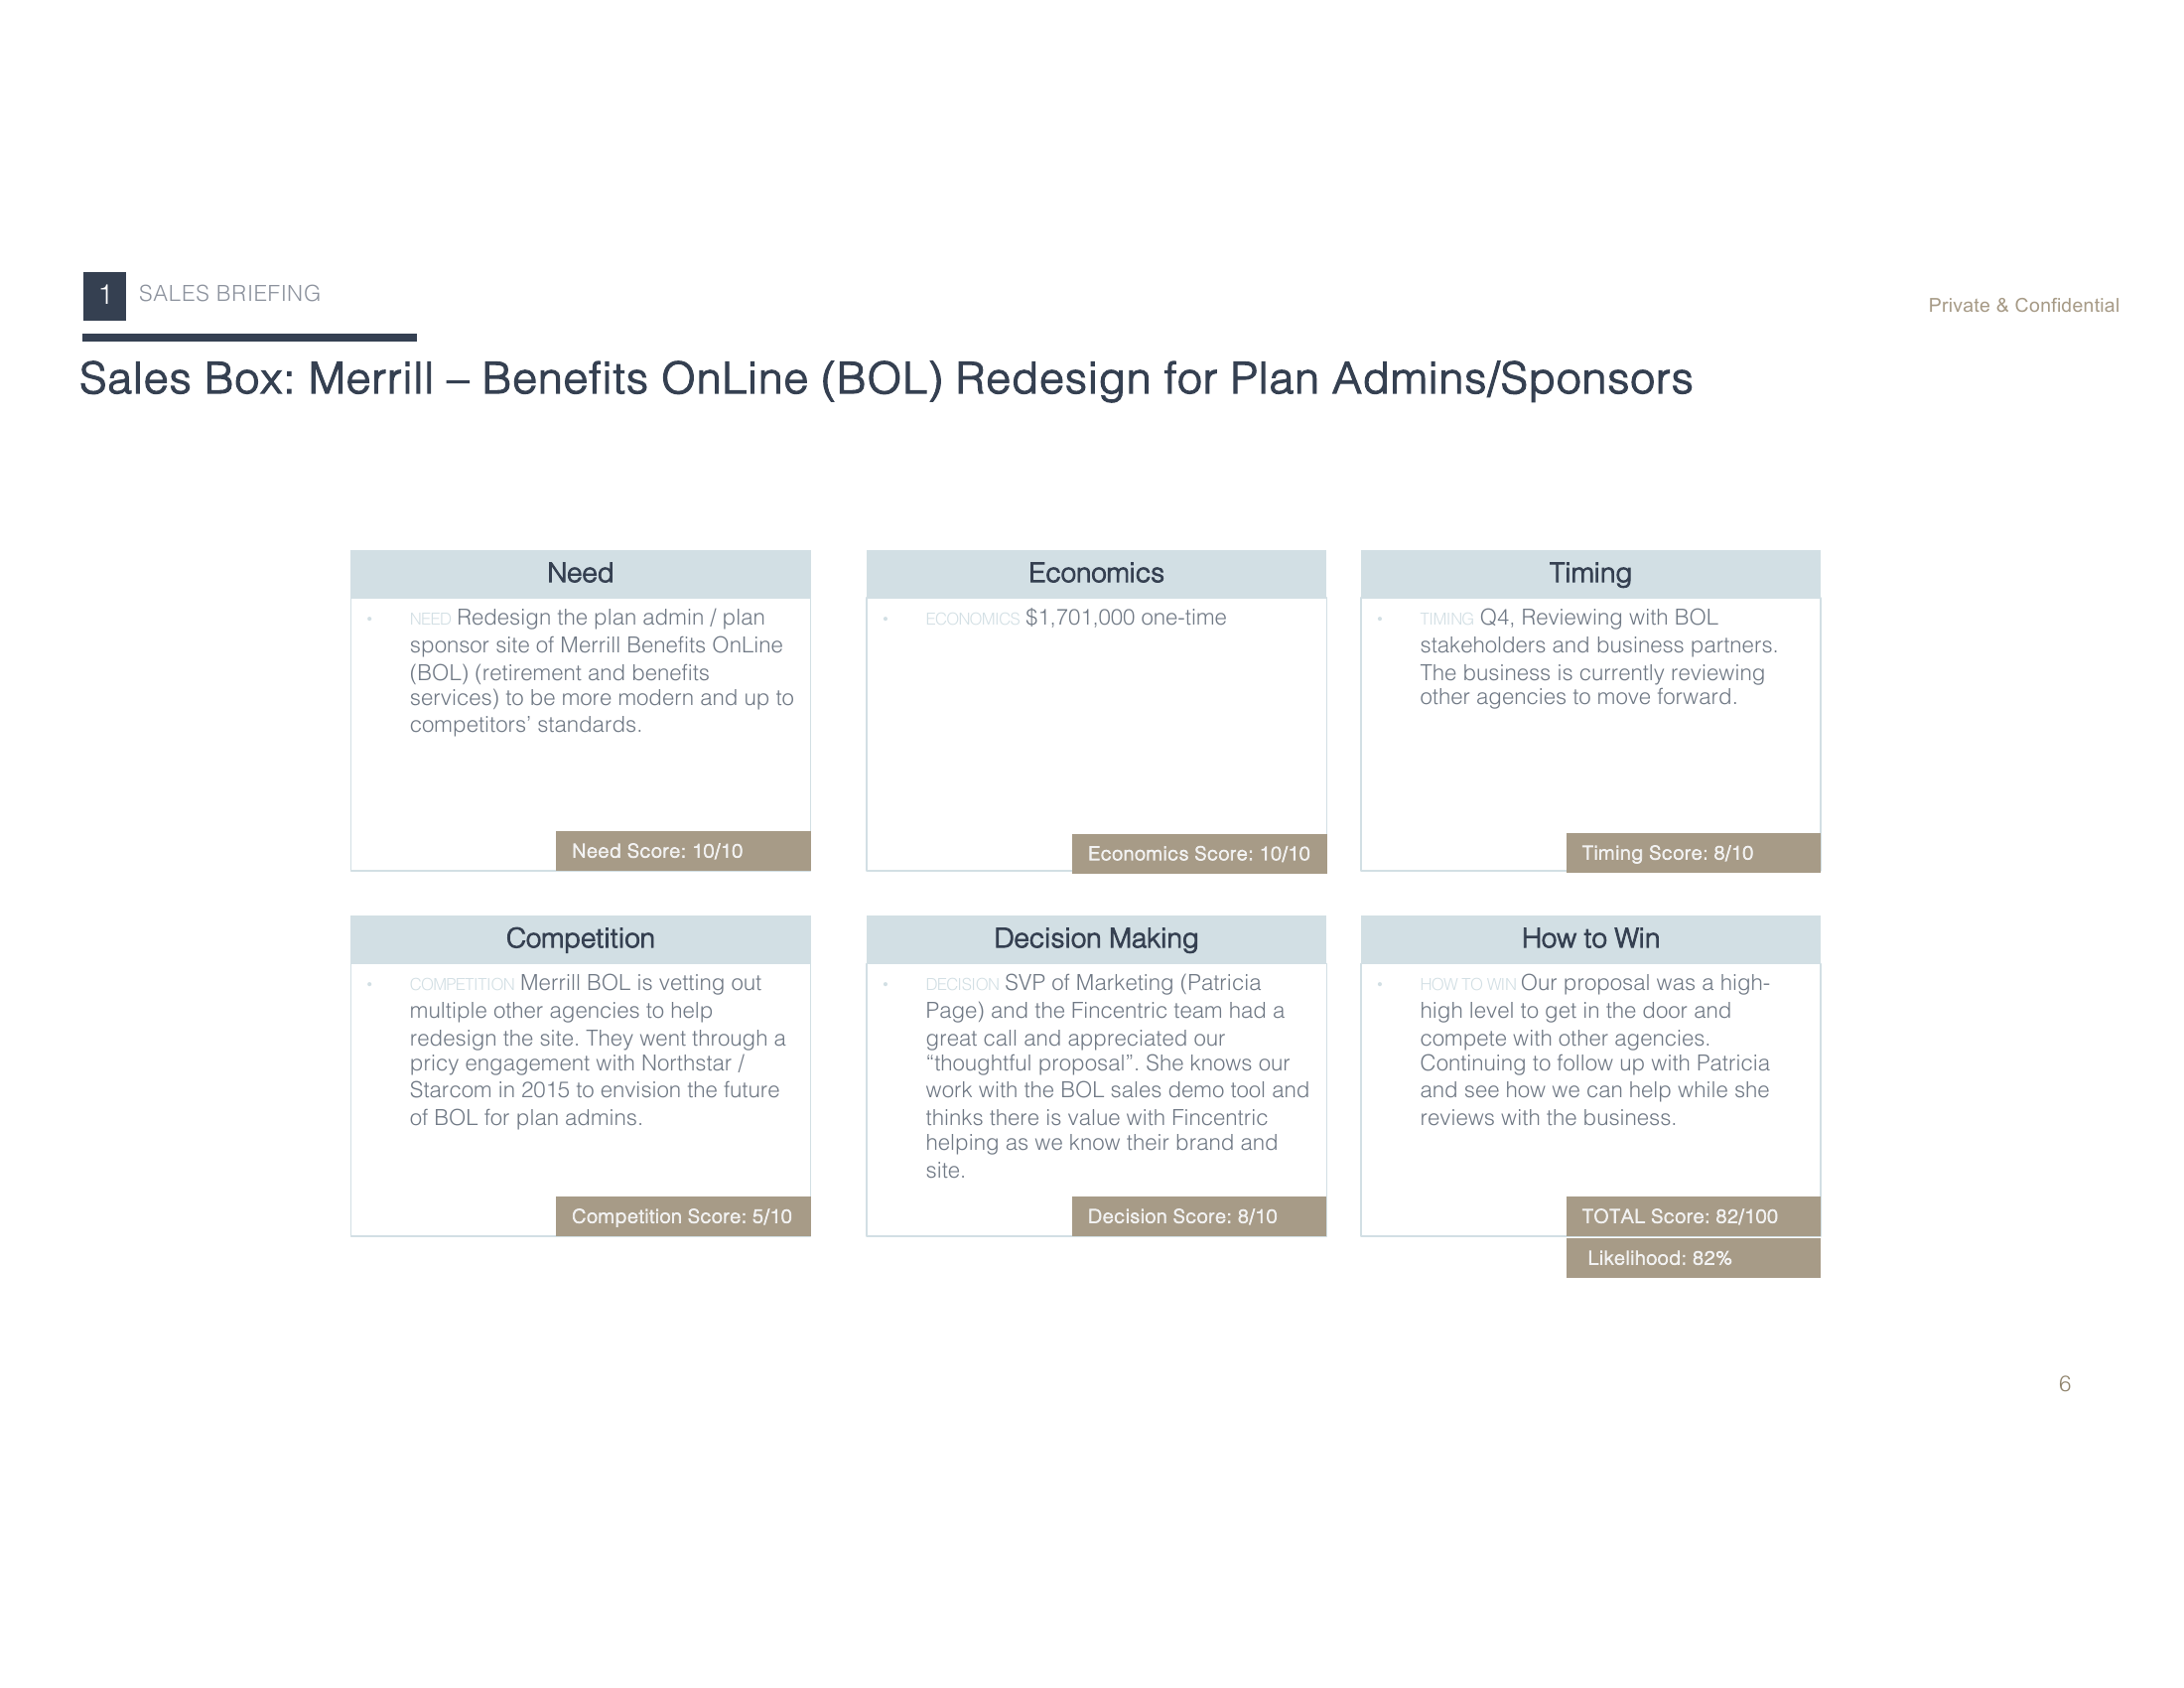 1 SALES BRIEFING
Private & Confidential
Sales Box: Merrill – Benefits OnLine (BOL) Redesign for Plan Admins/Sponsors
Need
• NEED Redesign the plan admin / plan
sponsor site of Merrill Benefits OnLine
(BOL) (retirement and benefits
services) to be more modern and up to
competitors’ standards.
Need Score: 10/10
Economics
• ECONOMICS $1,701,000 one-time
Economics Score: 10/10
Timing
• TIMING Q4, Reviewing with BOL
stakeholders and business partners.
The business is currently reviewing
other agencies to move forward.
Timing Score: 8/10
Competition
• COMPETITION Merrill BOL is vetting out
multiple other agencies to help
redesign the site. They went through a
pricy engagement with Northstar /
Starcom in 2015 to envision the future
of BOL for plan admins.
Competition Score: 5/10
Decision Making
• DECISION SVP of Marketing (Patricia
Page) and the Fincentric team had a
great call and appreciated our
“thoughtful proposal”. She knows our
work with the BOL sales demo tool and
thinks there is value with Fincentric
helping as we know their brand and
site.
Decision Score: 8/10
How to Win
• HOW TO WIN Our proposal was a high-
high level to get in the door and
compete with other agencies.
Continuing to follow up with Patricia
and see how we can help while she
reviews with the business.
TOTAL Score: 82/100
Likelihood: 82%
6